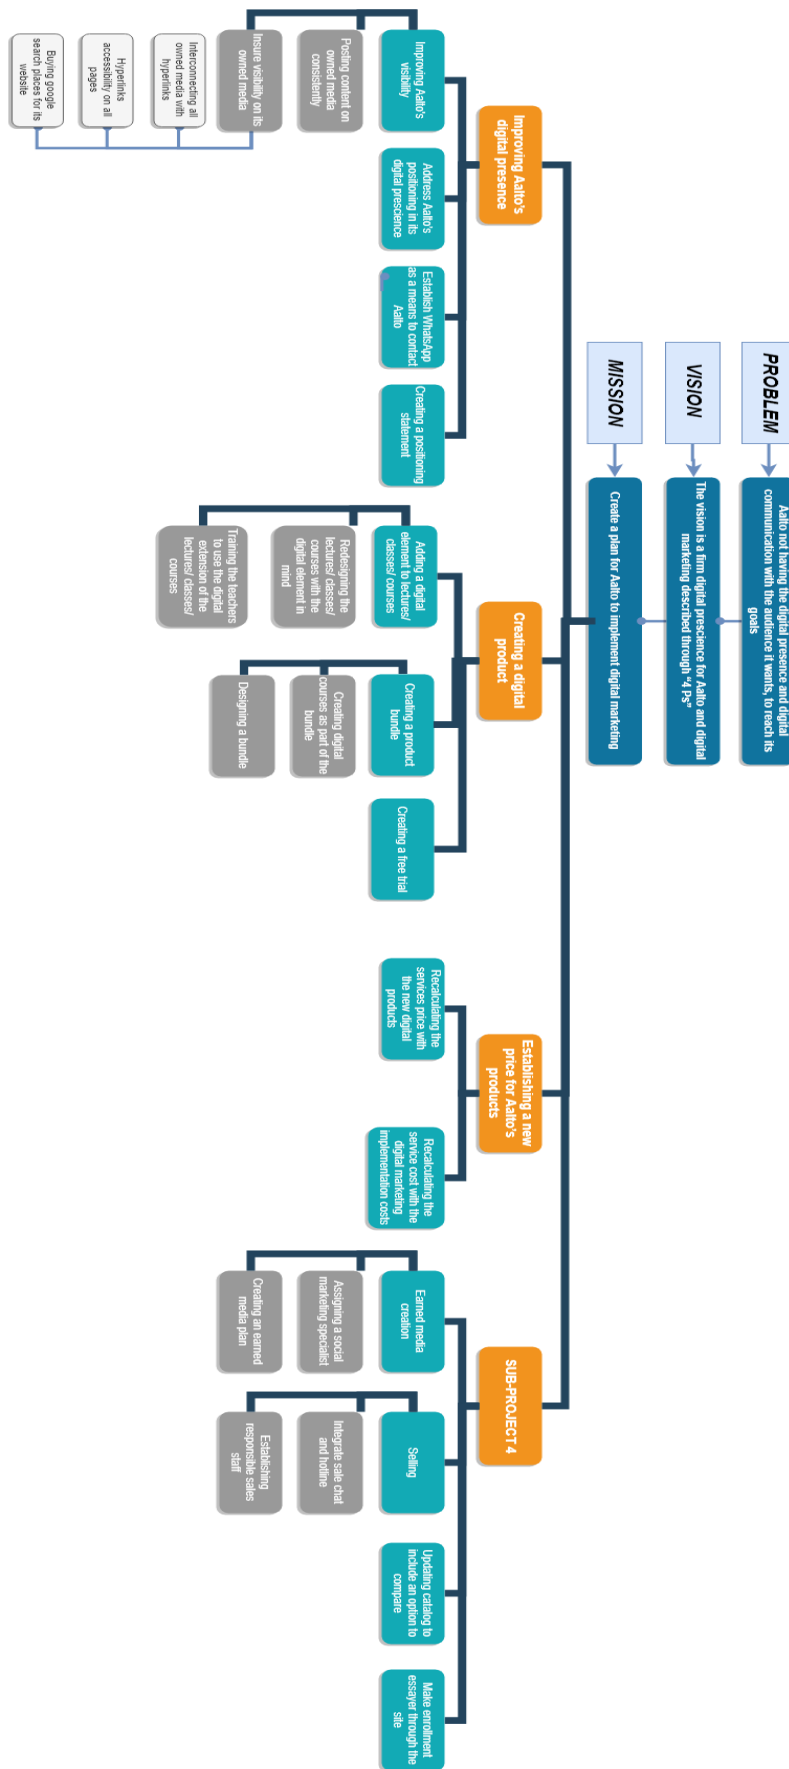 PROBLEM
Aalto not having the digital presence and digital
communication with the audience it wants, to reach its
goals
VISION
The vision is a firm digital prescience for Aalto and digital
marketing described through "4 Ps"
MISSION
Create a plan for Aalto to implement digital marketing
Improving Aalto's
digital presence
Creating a digital
product
Establishing a new
price for Aalto's
products
SUB-PROJECT 4
Improving Aalto's
visibility
Address Aalto's
positioning in its
digital prescience
Establish WhatsApp
as a means to contact
Aalto
Creating a positioning
statement
Adding a digital
element to lectures/
classes/ courses
Creating a product
bundle
Creating a free trial
Recalculating the
services price with
the new digital
products
Recalculating the
service cost with the
digital marketing
implementation costs
Earned media
creation
Selling
Updating catalog to
include an option to
compare
Make enrollment
essayer through the
site
Posting content on
owned media
consistently
Insure visibility on its
owned media
Interconnecting all
owned media with
hyperlinks
Hyperlinks
accessibility on all
pages
Buying google
search places for its
website
Redesigning the
lectures/ classes/
courses with the
digital element in
mind
Training the teachers
to use the digital
extension of the
lectures/ classes/
courses
Creating digital
courses as part of the
bundle
Designing a bundle
Assigning a social
marketing specialist
Creating an earned
media plan
Integrate sale chat
and hotline
Establishing
responsible sales
staff